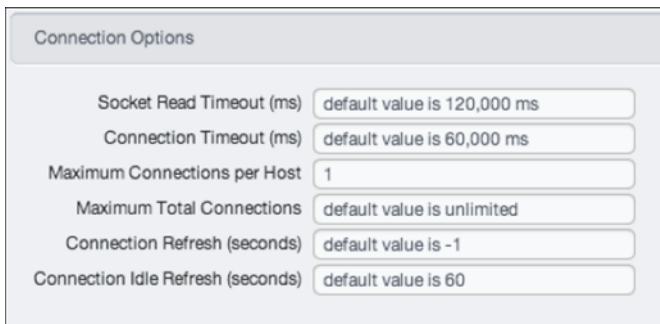 Connection Options
Socket Read Timeout (ms) default value is 120,000 ms
Connection Timeout (ms) default value is 60,000 ms
Maximum Connections per Host 1
Maximum Total Connections default value is unlimited
Connection Refresh (seconds) default value is -1
Connection Idle Refresh (seconds) default value is 60